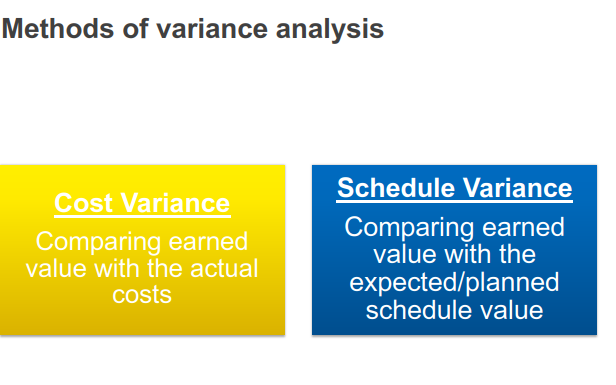 Methods of variance analysis
Cost Variance
Comparing earned
value with the actual
costs
Schedule Variance
Comparing earned
value with the
expected/planned
schedule value